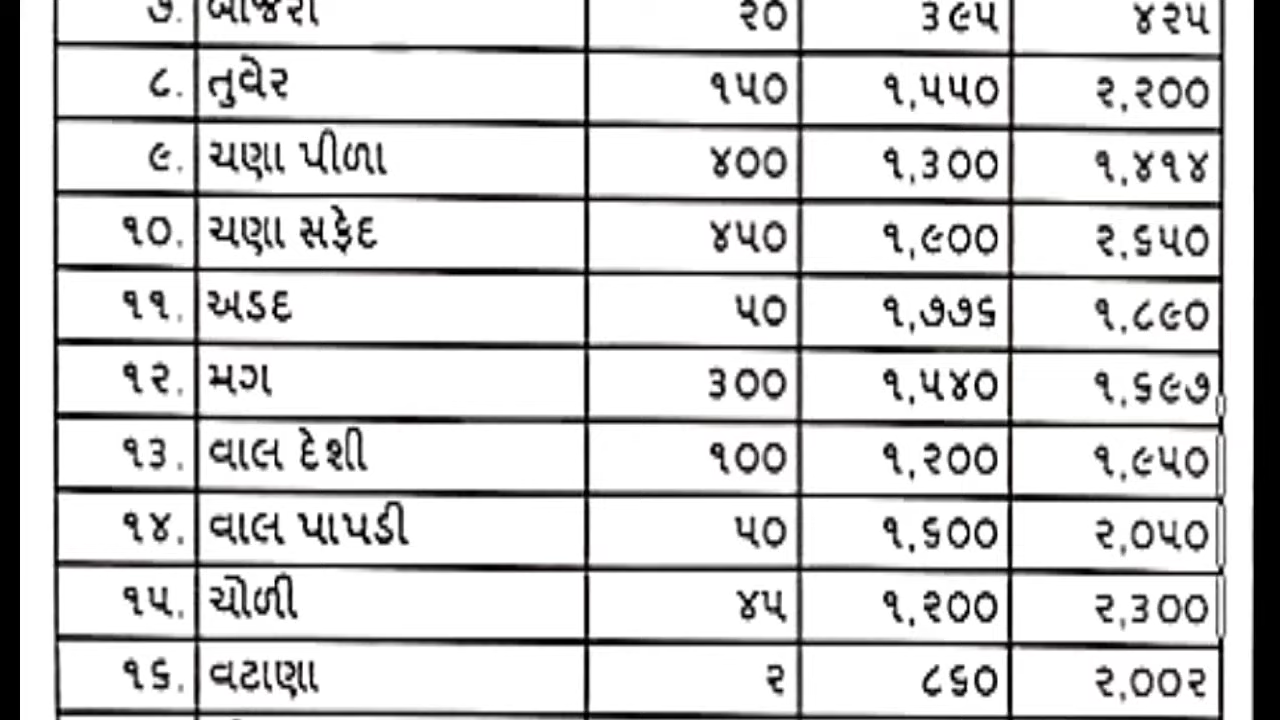 ૭. બાજરી ૨૦ ૩૯૫ ૪૨૫
૮. તુવેર ૧૫૦ ૧,૫૫૦ ૨,૨૦૦
૯. ચણા પીળા ૪૦૦ ૧,૩૦૦ ૧,૪૧૪
૧૦. ચણા સફેદ ૪૫૦ ૧,૯૦૦ ૨,૬૫૦
૧૧. અડદ ૫૦ ૧,૭૭૬ ૧,૮૯૦
૧૨. મગ ૩૦૦ ૧,૫૪૦ ૧,૬૯૭
૧૩. વાલ દેશી ૧૦૦ ૧,૨૦૦ ૧,૯૫૦
૧૪. વાલ પાપડી ૫૦ ૧,૬૦૦ ૨,૦૫૦
૧૫. ચોળી ૪૫ ૧,૨૦૦ ૨,૩૦૦
૧૬. વટાણા ૨ ૮૬૦ ૨,૦૦૨